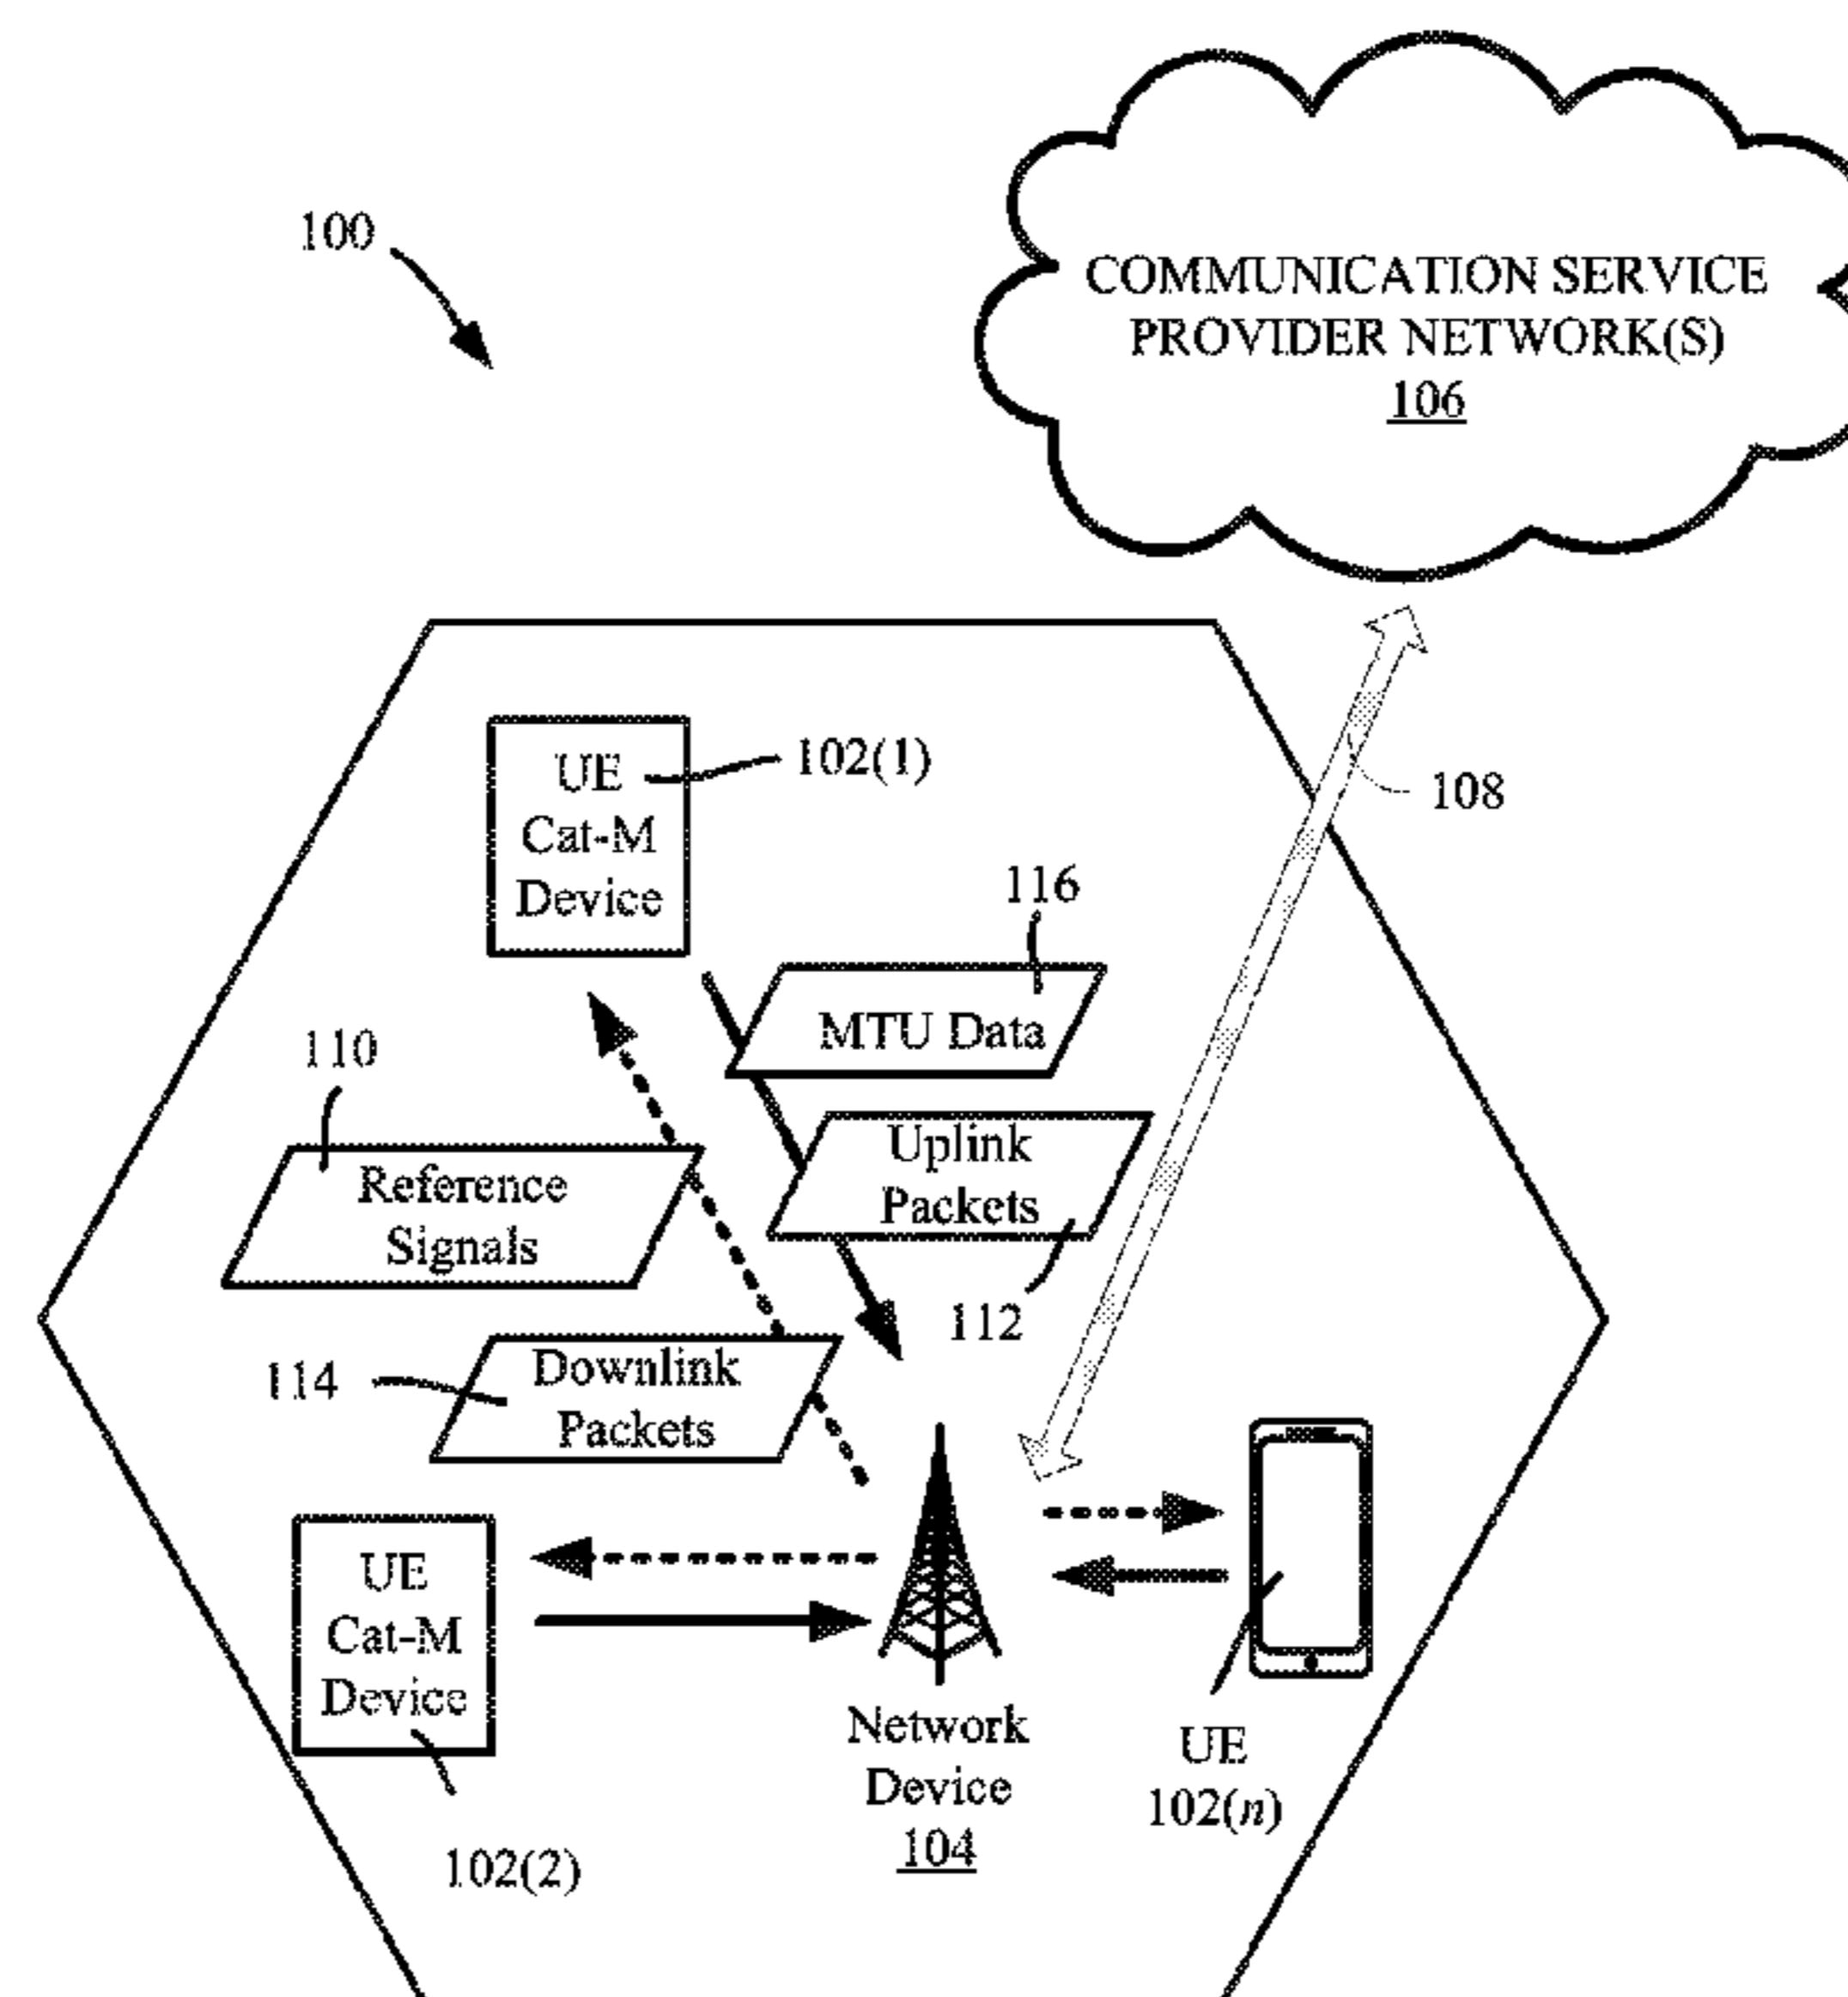 100
COMMUNICATION SERVICE
PROVIDER NETWORK(S)
106
UE
Cat-M
Device
102(1)
108
116
MTU Data
110
Reference
Signals
Uplink
Packets
112
114
Downlink
Packets
UE
Cat-M
Device
102(2)
Network
Device
104
UE
102(n)